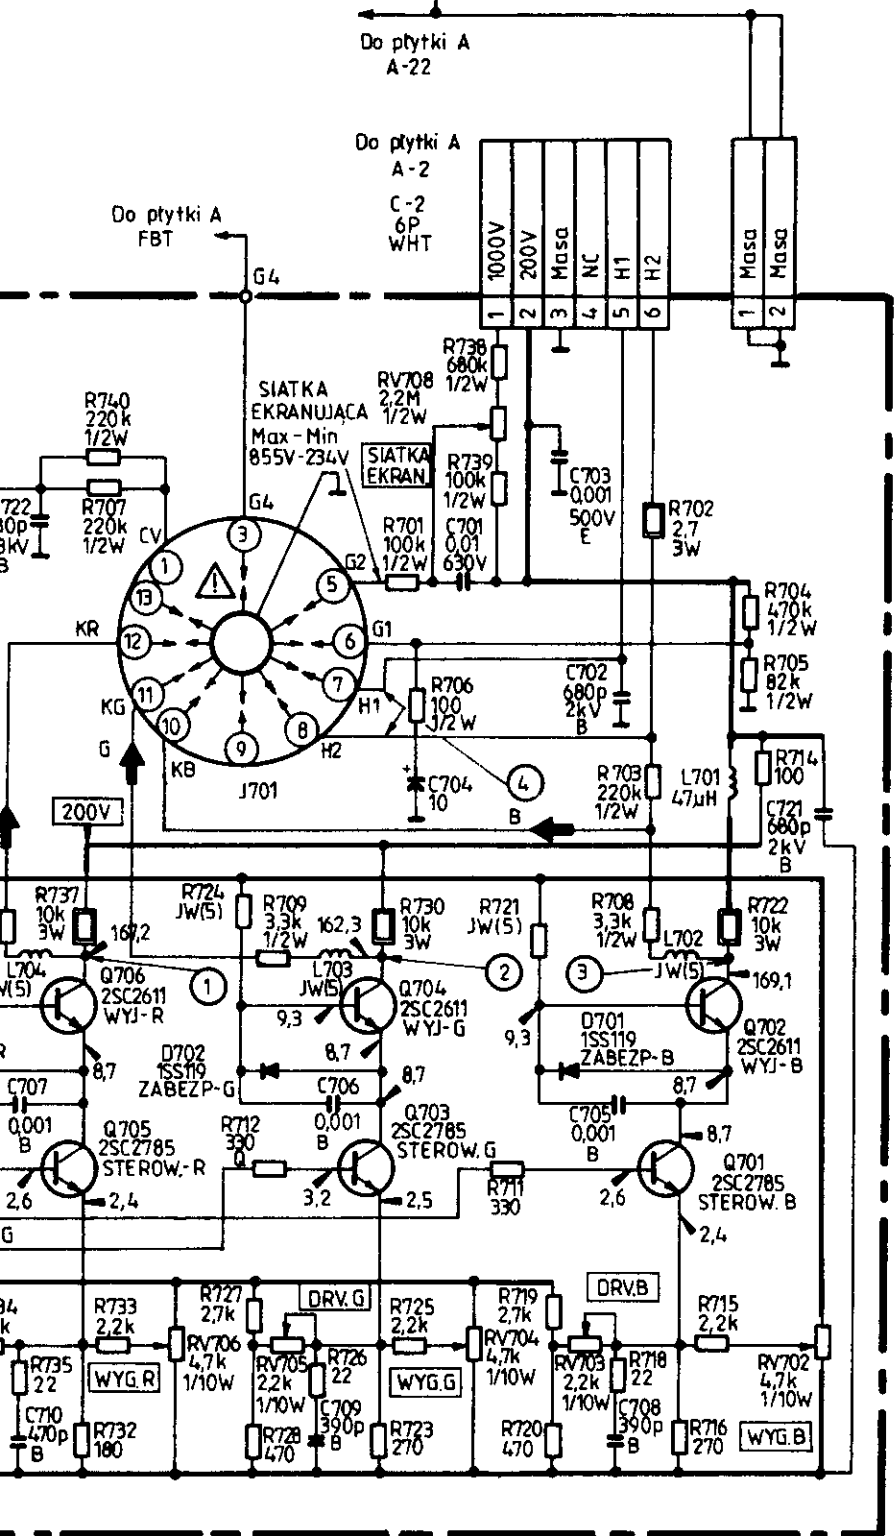 Do płytki A
A-22
Do płytki A
A-2
C-2
6P
WHT
1000V
200V
Masa
NC
H1
H2
Masa
Masa
1
2
3
4
5
6
1
2
Do płytki A
FBT
G4
R738
680k
1/2W
RV708
2,2M
1/2W
SIATKA
EKRANUJĄCA
Max-Min
855V-234V
SIATKA
EKRAN.
R740
220k
1/2W
R739
100k
1/2W
C703
0,001
500V
E
R702
2,7
3W
R707
220k
1/2W
CV
G4
R701
100k
1/2W
C701
0,01
630V
G2
3
1
13
5
12
6
11
7
10
8
9
KR
G1
R704
470k
1/2W
R705
82k
1/2W
C702
680p
2kV
B
KG
G
KB
H1
H2
R706
100
1/2W
J701
C704
10
4
B
R703
220k
1/2W
L701
47µH
R714
100
C721
680p
2kV
B
200V
R737
10k
3W
167,2
R724
JW(5)
R709
3,3k
1/2W
162,3
R730
10k
3W
R721
JW(5)
R708
3,3k
1/2W
L702
JW(5)
R722
10k
3W
L704
1
L703
JW(5)
2
3
169,1
Q706
2SC2611
WYJ-R
9,3
Q704
2SC2611
WYJ-G
9,3
D701
1SS119
ZABEZP-B
Q702
2SC2611
WYJ-B
8,7
D702
1SS119
ZABEZP-G
8,7
8,7
8,7
C707
0,001
B
C706
0,001
B
C705
0,001
B
8,7
Q705
2SC2785
STEROW.-R
R712
330
Q
Q703
2SC2785
STEROW.G
Q701
2SC2785
STEROW.B
2,6
2,4
3,2
2,5
R711
330
2,6
2,4
G
R733
2,2k
R727
2,7k
DRV.G
R725
2,2k
R719
2,7k
DRV.B
R715
2,2k
RV706
4,7k
1/10W
RV705
2,2k
1/10W
R726
22
RV704
4,7k
1/10W
RV703
2,2k
1/10W
R718
22
RV702
4,7k
1/10W
R735
22
WYG.R
WYG.G
C710
470p
B
R732
180
R728
470
C709
390p
B
R723
270
R720
470
C708
390p
B
R716
270
WYG.B